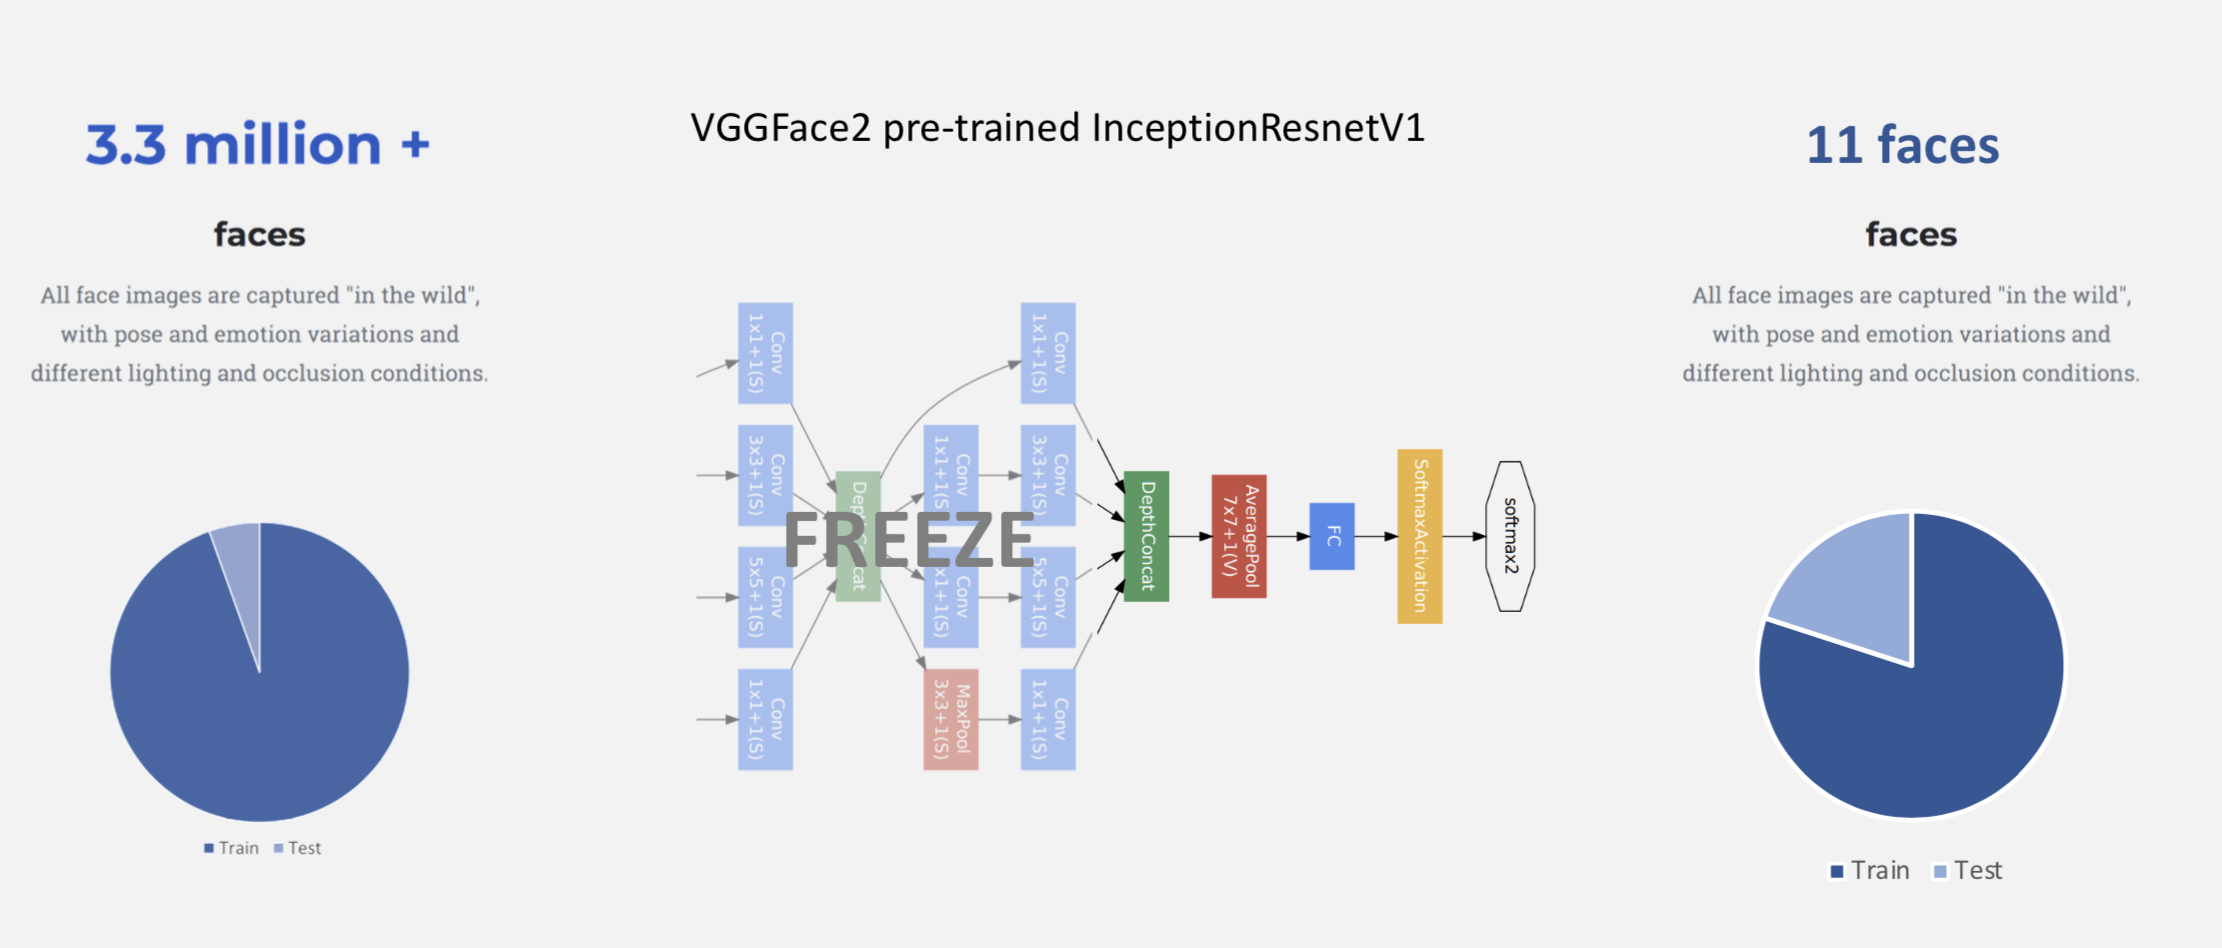 3.3 million +
faces
All face images are captured "in the wild",
with pose and emotion variations and
different lighting and occlusion conditions.
Train
Test
VGGFace2 pre-trained InceptionResnetV1
Conv
1x1+1(S)
Conv
3x3+1(S)
Conv
5x5+1(S)
Conv
1x1+1(S)
DepthConcat
FREEZE
Conv
1x1+1(S)
Conv
1x1+1(S)
MaxPool
3x3+1(S)
Conv
1x1+1(S)
Conv
3x3+1(S)
Conv
5x5+1(S)
Conv
1x1+1(S)
DepthConcat
AveragePool
7x7+1(V)
FC
SoftmaxActivation
softmax2
11 faces
faces
All face images are captured "in the wild",
with pose and emotion variations and
different lighting and occlusion conditions.
Train
Test